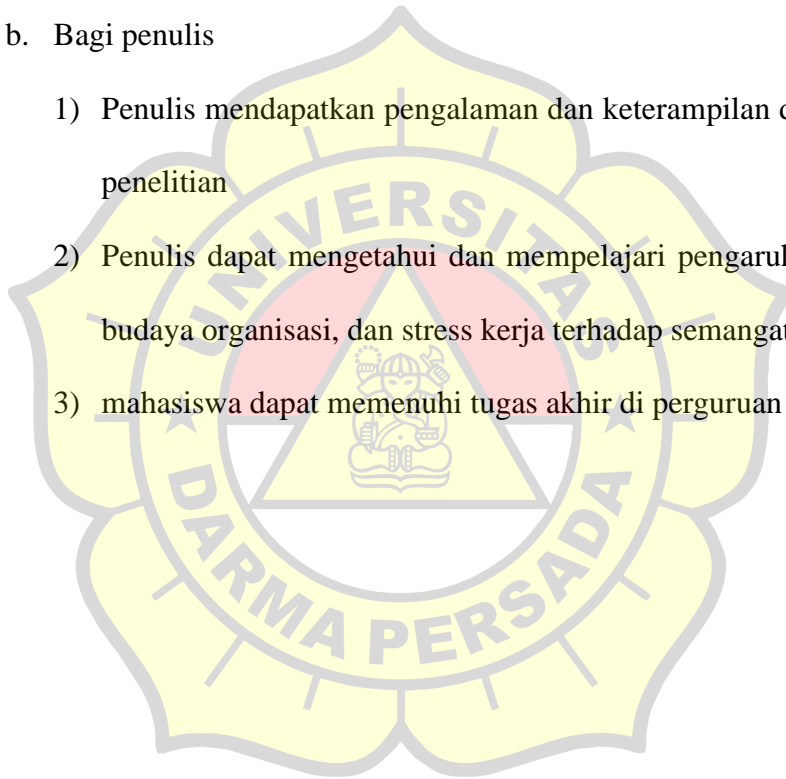 b. Bagi penulis
1) Penulis mendapatkan pengalaman dan keterampilan
penelitian
2) Penulis dapat mengetahui dan mempelajari
budaya organisasi, dan stress kerja terhadap semangat
3) mahasiswa dapat memenuhi tugas akhir di perguruan
UNIVERSITAS
DARMA PERSADA